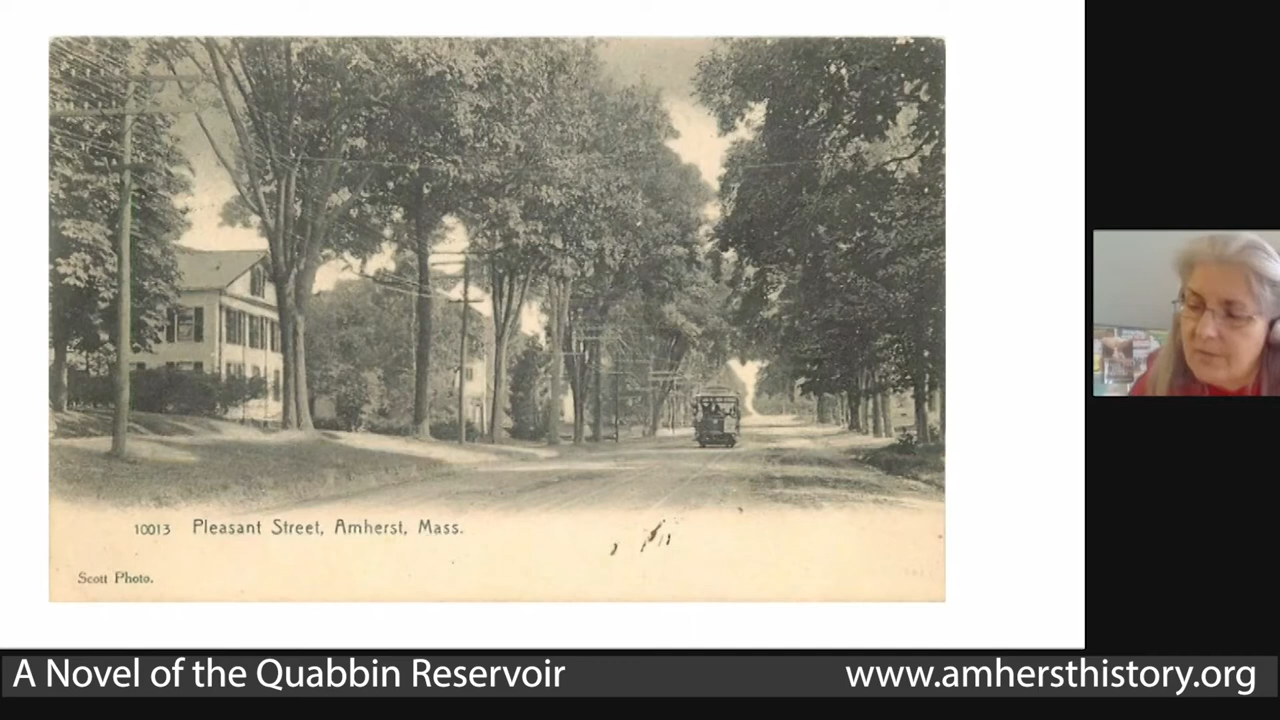 10013 Pleasant Street, Amherst, Mass.
Scott Photo.
A Novel of the Quabbin Reservoir
www.amhersthistory.org